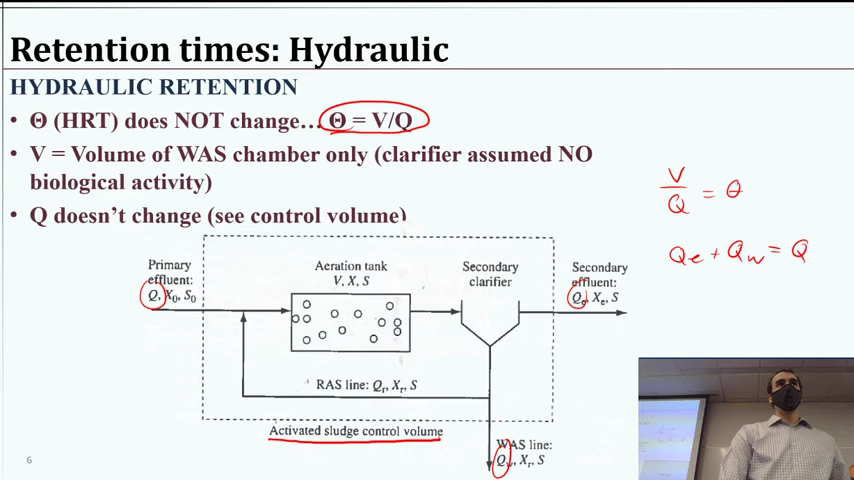 Retention times: Hydraulic
HYDRAULIC RETENTION
• Θ (HRT) does NOT change… Θ = V/Q
• V = Volume of WAS chamber only (clarifier assumed NO
biological activity)
• Q doesn't change (see control volume)
V/Q = θ
Qe + Qw = Q
Primary
effluent:
Q, X₀, S₀
Aeration tank
V, X, S
Secondary
clarifier
Secondary
effluent:
Qe, Xe, S
RAS line: Qr, Xr, S
Activated sludge control volume
WAS line:
Qw, Xr, S
6